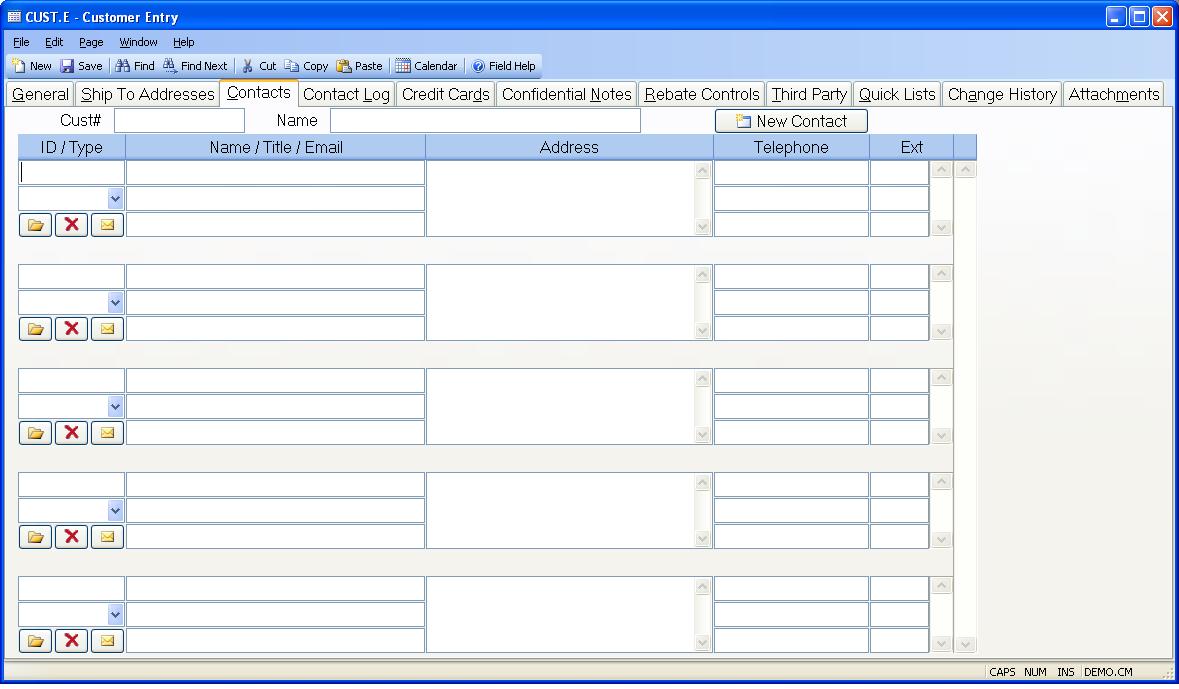 CUST.E - Customer Entry
File Edit Page Window Help
New Save Find Find Next Cut Copy Paste Calendar Field Help
General Ship To Addresses Contacts Contact Log Credit Cards Confidential Notes Rebate Controls Third Party Quick Lists Change History Attachments
Cust# Name New Contact
ID / Type Name / Title / Email Address Telephone Ext
CAPS NUM INS DEMO.CM